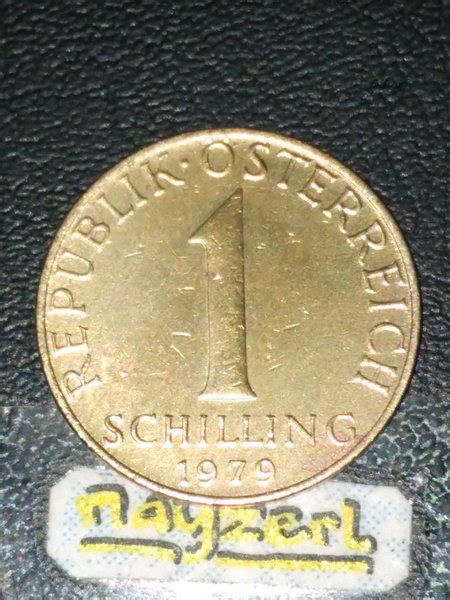 REPUBLIK · ÖSTERREICH
1
SCHILLING
1979
nayzerl